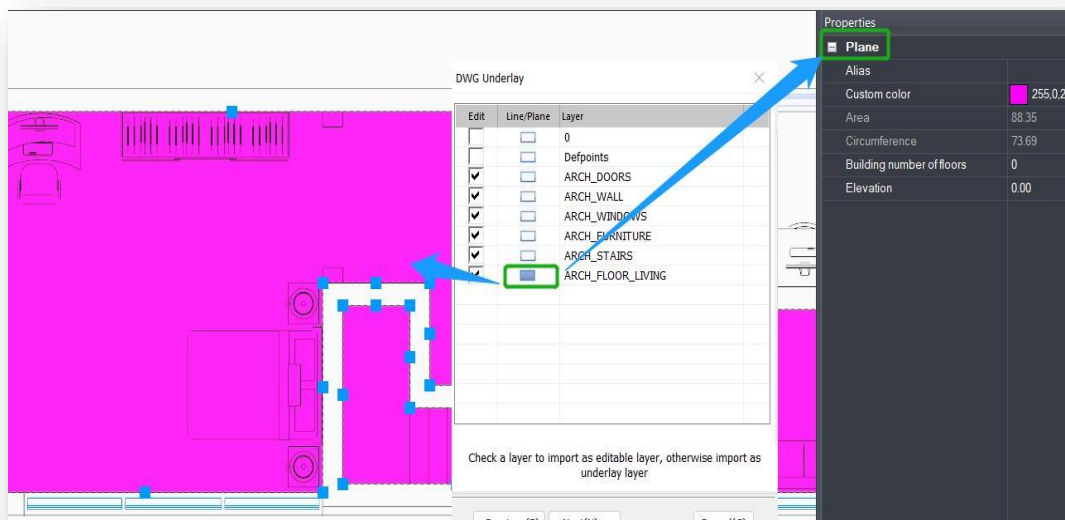 Properties
Plane
Alias
Custom color 255,0,2
Area 88.35
Circumference 73.69
Building number of floors 0
Elevation 0.00
DWG Underlay
Edit Line/Plane Layer
0
Defpoints
ARCH_DOORS
ARCH_WALL
ARCH_WINDOWS
ARCH_FURNITURE
ARCH_STAIRS
ARCH_FLOOR_LIVING
Check a layer to import as editable layer, otherwise import as
underlay layer